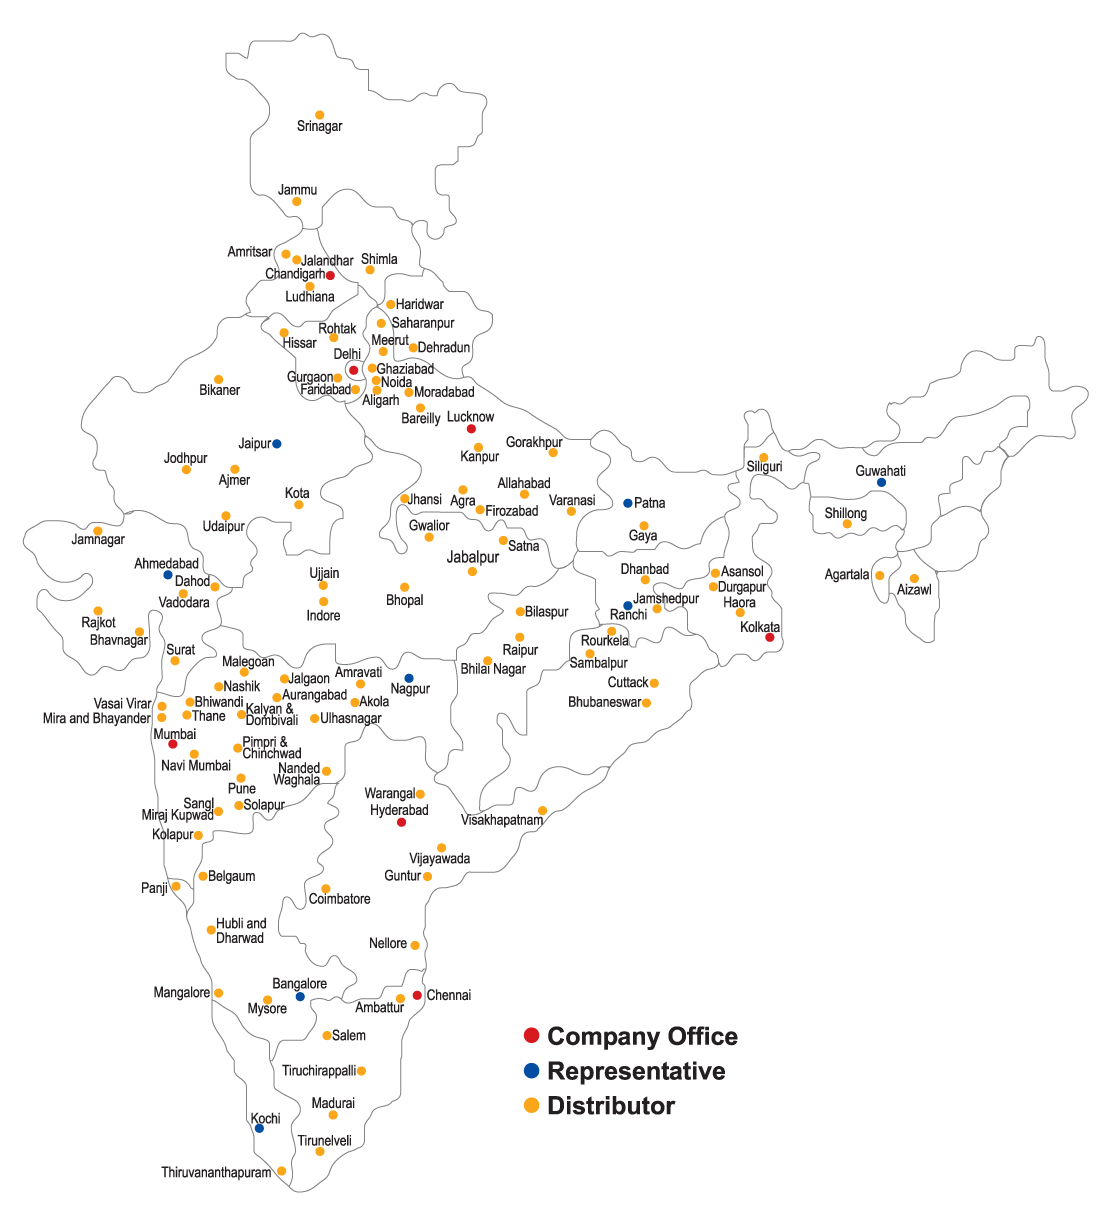 Srinagar
Jammu
Amritsar
Jalandhar
Shimla
Chandigarh
Ludhiana
Haridwar
Saharanpur
Rohtak
Hissar
Meerut
Dehradun
Delhi
Ghaziabad
Gurgaon
Noida
Faridabad
Moradabad
Aligarh
Bikaner
Bareilly
Lucknow
Jaipur
Gorakhpur
Kanpur
Jodhpur
Ajmer
Siliguri
Guwahati
Allahabad
Kota
Jhansi
Agra
Varanasi
Firozabad
Patna
Shillong
Udaipur
Gwalior
Gaya
Jamnagar
Satna
Jabalpur
Ahmedabad
Dahod
Ujjain
Dhanbad
Asansol
Agartala
Durgapur
Aizawl
Vadodara
Bhopal
Jamshedpur
Haora
Rajkot
Indore
Bilaspur
Ranchi
Kolkata
Bhavnagar
Rourkela
Surat
Raipur
Malegoan
Bhilai Nagar
Sambalpur
Amravati
Jalgaon
Nashik
Nagpur
Cuttack
Aurangabad
Vasai Virar
Bhiwandi
Akola
Bhubaneswar
Kalyan &
Mira and Bhayander
Thane
Dombivali
Ulhasnagar
Mumbai
Pimpri &
Chinchwad
Navi Mumbai
Nanded
Waghala
Pune
Warangal
Sangl
Solapur
Miraj Kupwad
Hyderabad
Visakhapatnam
Kolapur
Vijayawada
Belgaum
Guntur
Panji
Coimbatore
Hubli and
Dharwad
Nellore
Bangalore
Mangalore
Chennai
Mysore
Ambattur
Salem
Company Office
Tiruchirappalli
Representative
Madurai
Distributor
Kochi
Tirunelveli
Thiruvananthapuram